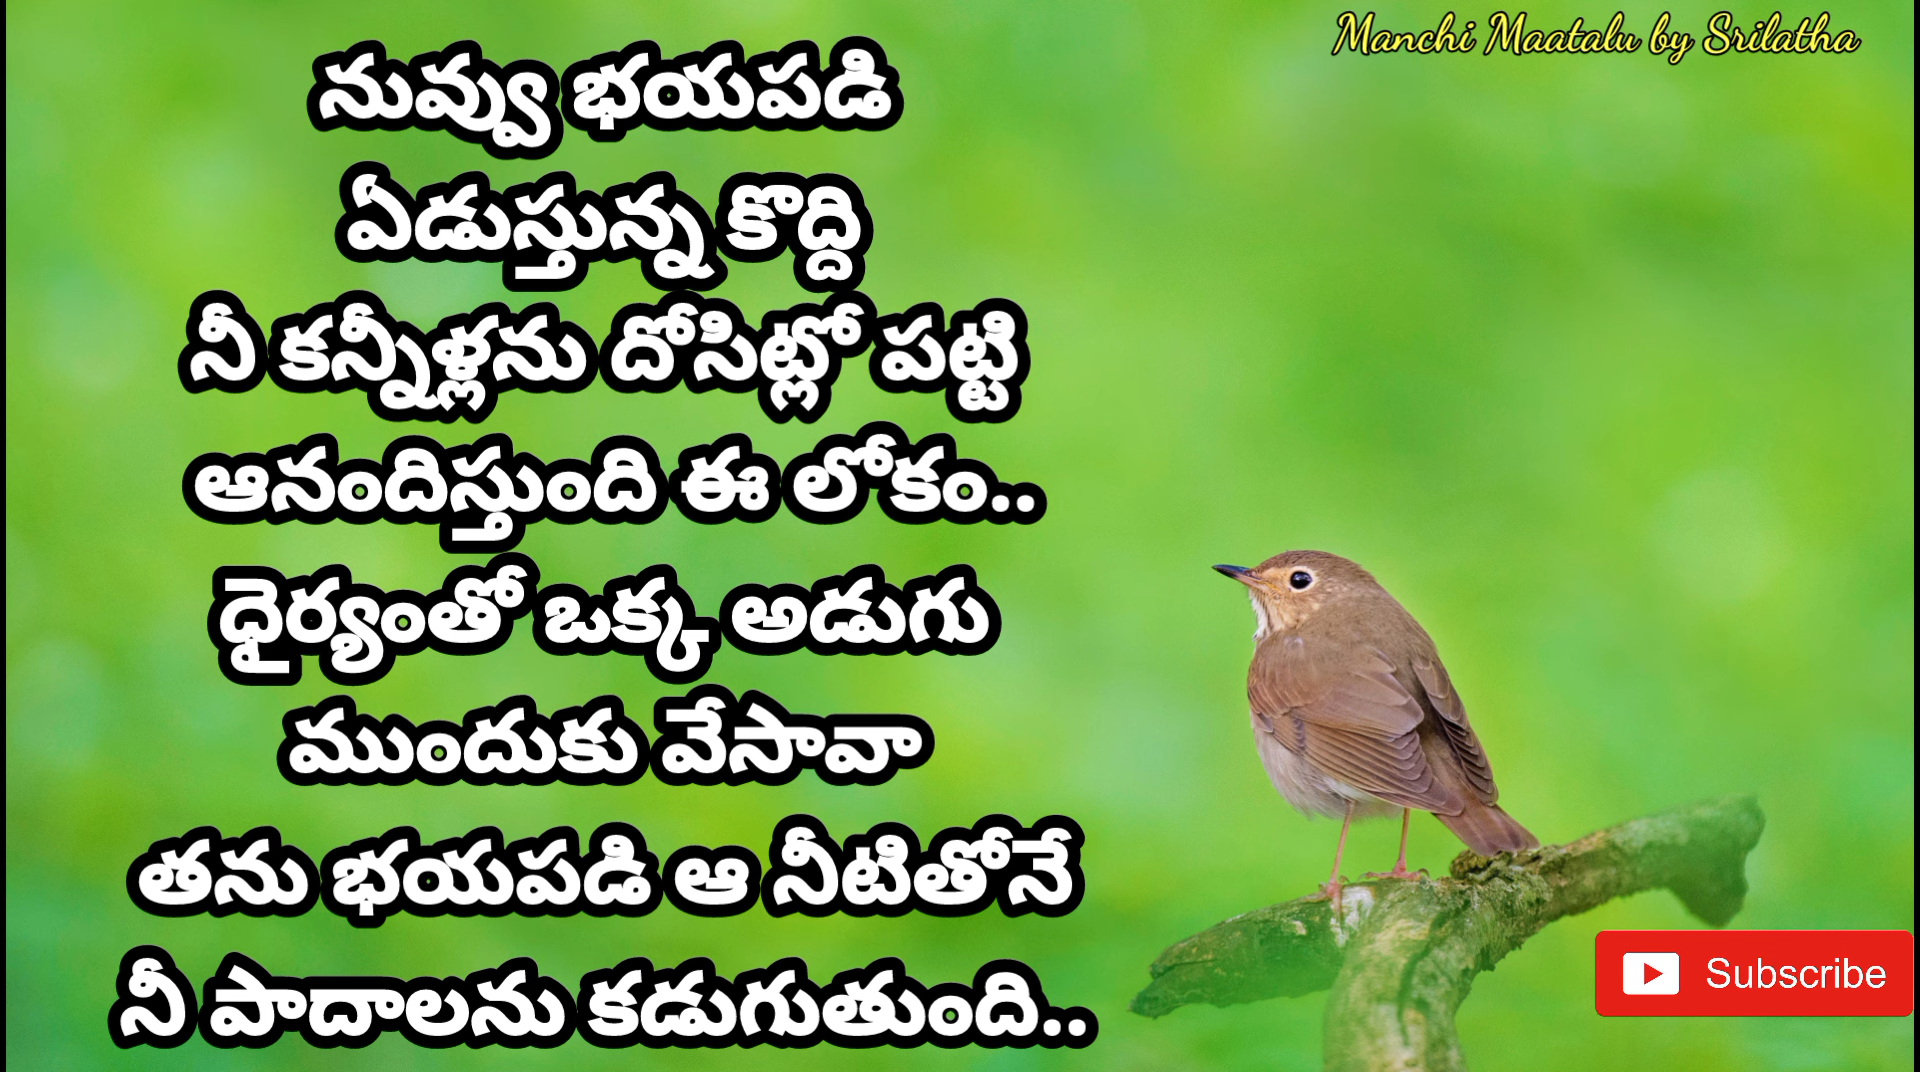 Manchi Maatalu by Srilatha
నువ్వు భయపడి
ఏడుస్తున్న కొద్ది
నీ కన్నీళ్లను దోసిట్లో పట్టి
ఆనందిస్తుంది ఈ లోకం..
ధైర్యంతో ఒక్క అడుగు
ముందుకు వేసావా
తను భయపడి ఆ నీటితోనే
నీ పాదాలను కడుగుతుంది..
Subscribe